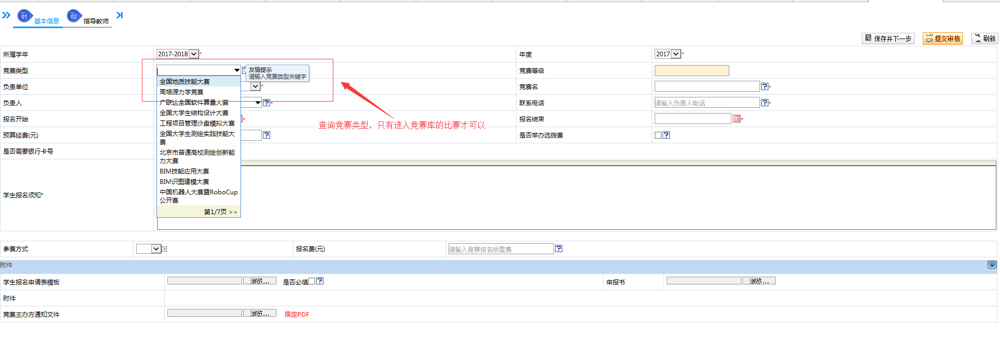 01 基本信息 02 指导教师
保存并下一步 提交审核 刷新
所属学年 2017-2018 * 年度 2017 *
竞赛类型 友情提示 竞赛等级
请输入竞赛类型关键字
全国地质技能大赛
负责单位 * 竞赛名 ? *
周培源力学竞赛
负责人 广联达全国软件算量大赛 ? * 联系电话 请输入负责人电话 ? *
全国大学生结构设计大赛
报名开始 * 报名结束 *
工程项目管理沙盘模拟大赛
查询竞赛类型，只有进入竞赛库的比赛才可以
预算经费(元) 全国大学生测绘实践技能大 ? 是否举办选拨赛 ?
赛
是否需要银行卡号 北京市普通高校测绘创新能
力大赛
BIM技能应用大赛
BIM识图建模大赛
学生报名须知* 中国机器人大赛暨RoboCup
公开赛
第1/7页 >>
参赛方式 报名费(元) 请输入竞赛报名所需费 ?
附件
学生报名申请表模板 浏览... 是否必填 ? 申报书 浏览...
附件
竞赛主办方通知文件 浏览... 限定PDF